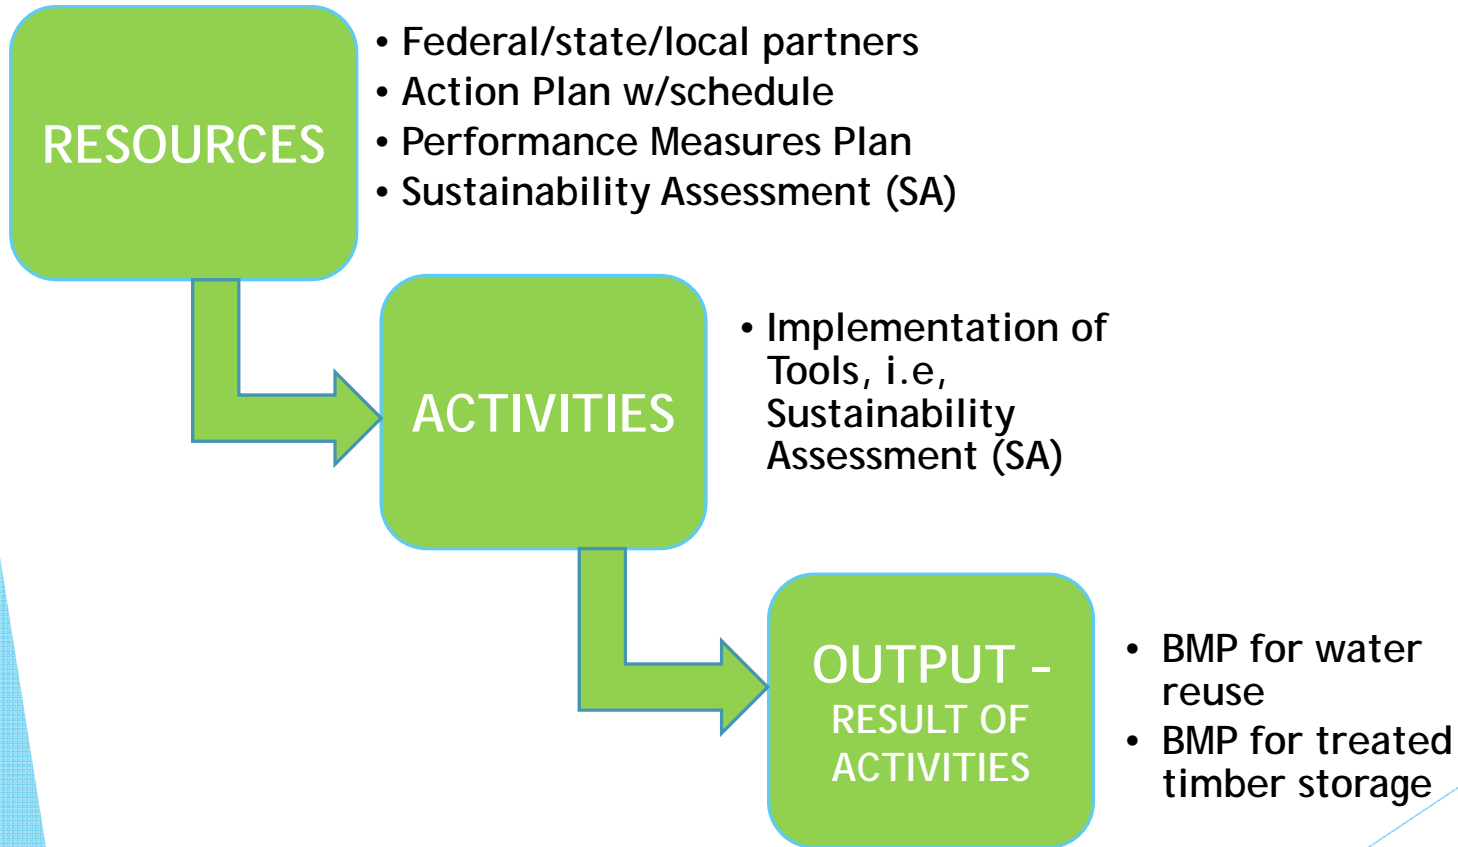 RESOURCES
• Federal/state/local partners
• Action Plan w/schedule
• Performance Measures Plan
• Sustainability Assessment (SA)
ACTIVITIES
• Implementation of
Tools, i.e,
Sustainability
Assessment (SA)
OUTPUT –
RESULT OF
ACTIVITIES
• BMP for water
reuse
• BMP for treated
timber storage